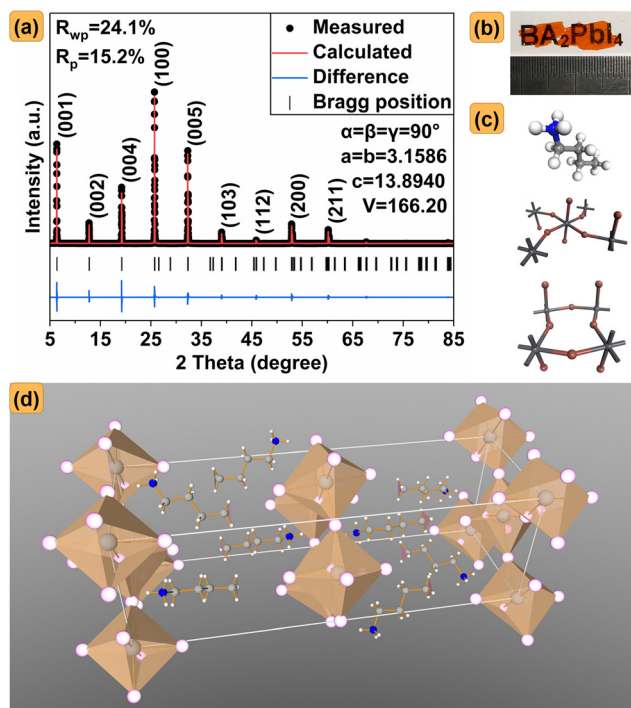 (a)
R_wp=24.1%
R_p=15.2%
Measured
Calculated
Difference
Bragg position
α=β=γ=90°
a=b=3.1586
c=13.8940
V=166.20
(001)
(002)
(004)
(100)
(005)
(103)
(112)
(200)
(211)
Intensity (a.u.)
5 15 25 35 45 55 65 75 85
2 Theta (degree)
(b)
BA₂PbI₄
(c)
(d)